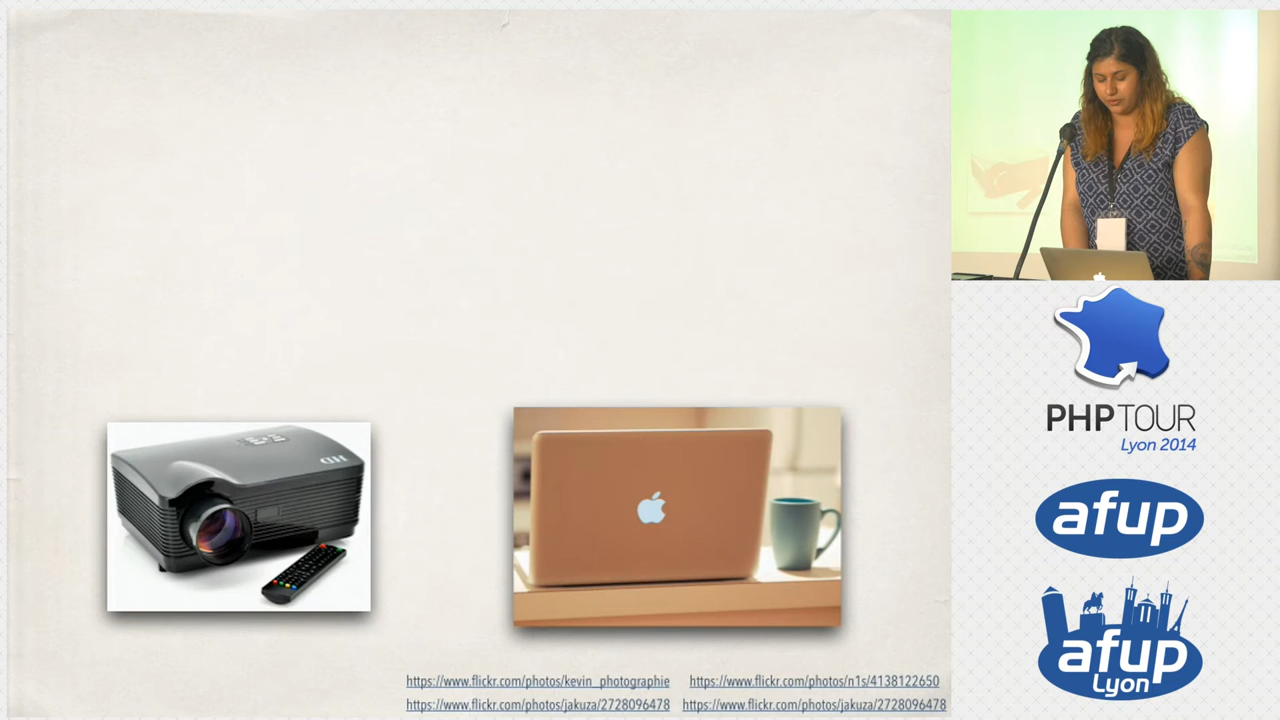 HD
https://www.flickr.com/photos/kevin_photographie
https://www.flickr.com/photos/n1s/4138122650
https://www.flickr.com/photos/jakuza/2728096478
https://www.flickr.com/photos/jakuza/2728096478
PHP TOUR
Lyon 2014
afup
afup
Lyon